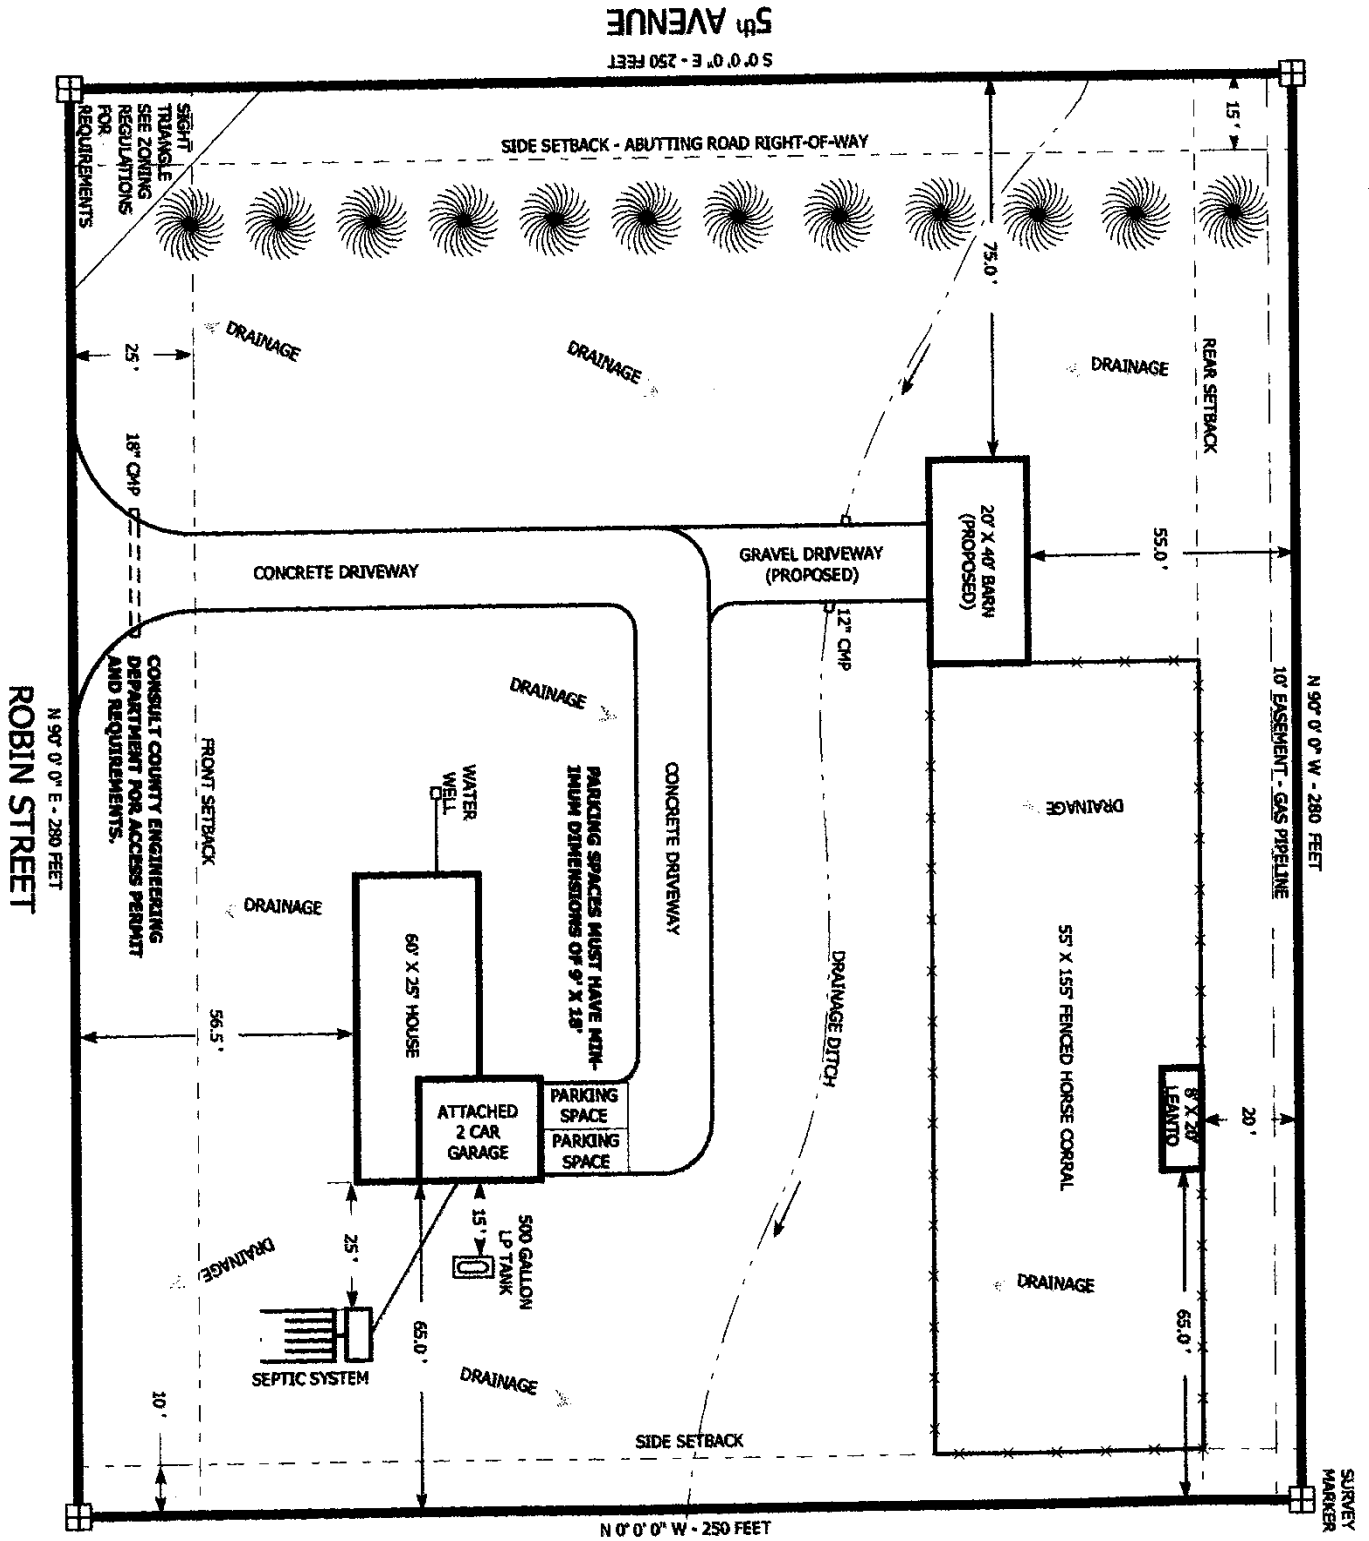 5th AVENUE
S 0° 0' 0" E - 250 FEET
SIGHT
TRIANGLE
SEE ZONING
REGULATIONS
FOR
REQUIREMENTS
SIDE SETBACK - ABUTTING ROAD RIGHT-OF-WAY
15'
75.0'
DRAINAGE
DRAINAGE
DRAINAGE
25'
REAR SETBACK
18" CMP
CONCRETE DRIVEWAY
GRAVEL DRIVEWAY
(PROPOSED)
20' X 40' BARN
(PROPOSED)
55.0'
12" CMP
CONSULT COUNTY ENGINEERING
DEPARTMENT FOR ACCESS PERMIT
AND REQUIREMENTS.
ROBIN STREET
N 90° 0' 0" E - 280 FEET
FRONT SETBACK
DRAINAGE
WATER
WELL
PARKING SPACES MUST HAVE MIN-
IMUM DIMENSIONS OF 9' X 18'
CONCRETE DRIVEWAY
DRAINAGE
10' EASEMENT - GAS PIPELINE
N 90° 0' 0" W - 280 FEET
DRAINAGE
56.5'
60' X 25' HOUSE
DRAINAGE DITCH
55' X 155' FENCED HORSE CORRAL
ATTACHED
2 CAR
GARAGE
PARKING
SPACE
PARKING
SPACE
8' X 20'
LEANTO
20'
25'
15'
500 GALLON
LP TANK
DRAINAGE
65.0'
DRAINAGE
65.0'
SEPTIC SYSTEM
DRAINAGE
10'
SIDE SETBACK
N 0° 0' 0" W - 250 FEET
SURVEY
MARKER